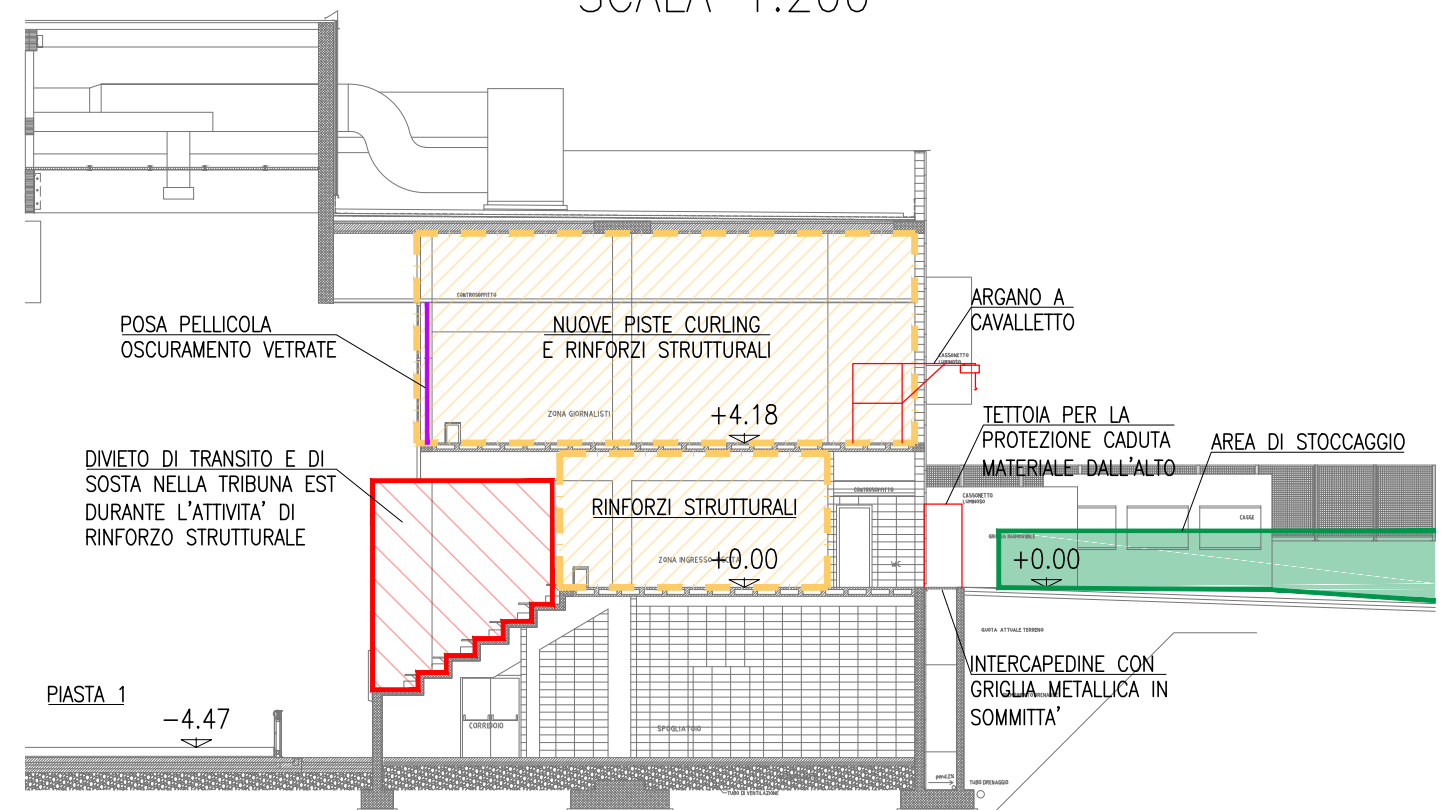 SCALA 1:200
CONTROSOFFITTO
POSA PELLICOLA
OSCURAMENTO VETRATE
NUOVE PISTE CURLING
E RINFORZI STRUTTURALI
ARGANO A
CAVALLETTO
CASSONETTO
LUMINOSO
ZONA GIORNALISTI
+4.18
TETTOIA PER LA
PROTEZIONE CADUTA
MATERIALE DALL'ALTO
AREA DI STOCCAGGIO
DIVIETO DI TRANSITO E DI
SOSTA NELLA TRIBUNA EST
DURANTE L'ATTIVITA' DI
RINFORZO STRUTTURALE
CONTROSOFFITTO
RINFORZI STRUTTURALI
CASSONETTO
LUMINOSO
CASSE
ZONA INGRESSO
+0.00
WC
+0.00
QUOTA ATTUALE TERRENO
INTERCAPEDINE CON
GRIGLIA METALLICA IN
SOMMITTA'
PIASTA 1
-4.47
CORRIDOIO
SPOGLIATOIO
pend.2%
TUBO DRENAGGIO
TUBO DI VENTILAZIONE